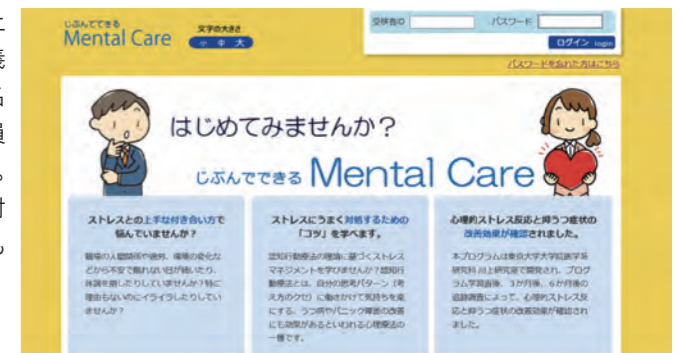 じぶんでできる
Mental Care
文字の大きさ
小 中 大
受検者ID
パスワード
ログイン login
パスワードを忘れた方はこちら
はじめてみませんか？
じぶんでできる Mental Care
ストレスとの上手な付き合い方で
悩んでいませんか？
職場の人間関係や疲労、環境の変化な
どから不安で眠れない日が続いたり、
体調を崩したりしていませんか？特に
理由もないのにイライラしたりしてい
ませんか？
ストレスにうまく対処するための
「コツ」を学べます。
認知行動療法の理論に基づくストレス
マネジメントを学びませんか？認知行
動療法とは、自分の思考パターン（考
え方のクセ）に働きかけて気持ちを楽
にする、うつ病やパニック障害の改善
にも効果があるといわれる心理療法の
一種です。
心理的ストレス反応と抑うつ症状の
改善効果が確認されました。
本プログラムは東京大学大学院医学系
研究科 川上研究室で開発され、プログ
ラム学習直後、3か月後、6か月後の
追跡調査によって、心理的ストレス反
応と抑うつ症状の改善効果が確認され
ました。